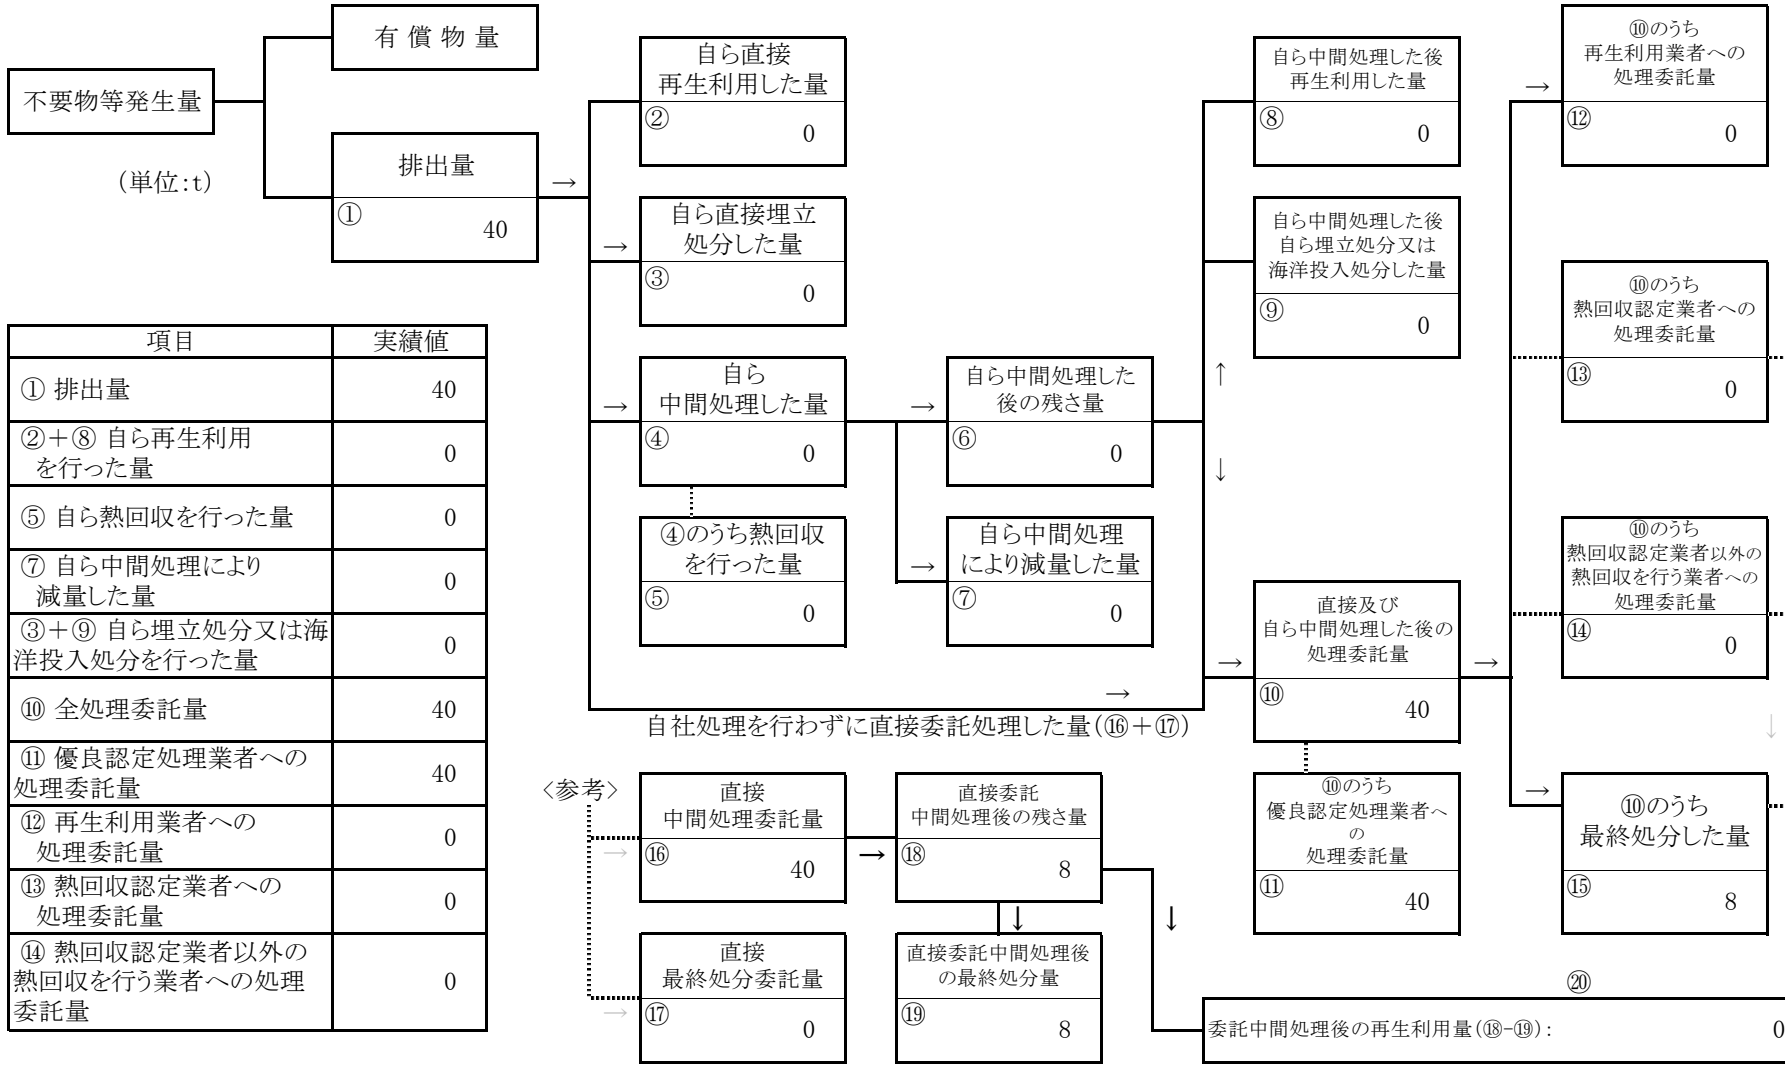 有 償 物 量
不要物等発生量
(単位:t)
排出量
①
40
→
自ら直接
再生利用した量
②
0
→
自ら直接埋立
処分した量
③
0
→
自ら
中間処理した量
④
0
④のうち熱回収
を行った量
⑤
0
→
自ら中間処理した
後の残さ量
⑥
0
→
自ら中間処理
により減量した量
⑦
0
自ら中間処理した後
再生利用した量
⑧
0
自ら中間処理した後
自ら埋立処分又は
海洋投入処分した量
⑨
0
↑
↓
→
直接及び
自ら中間処理した後の
処理委託量
⑩
40
→
⑩のうち
優良認定処理業者へ
の
処理委託量
⑪
40
→
⑩のうち
再生利用業者への
処理委託量
⑫
0
⑩のうち
熱回収認定業者への
処理委託量
⑬
0
⑩のうち
熱回収認定業者以外の
熱回収を行う業者への
処理委託量
⑭
0
↓
→
⑩のうち
最終処分した量
⑮
8
→
自社処理を行わずに直接委託処理した量(⑯+⑰)
<参考>
→
直接
中間処理委託量
⑯
40
→
直接委託
中間処理後の残さ量
⑱
8
↓
↓
→
直接
最終処分委託量
⑰
0
直接委託中間処理後
の最終処分量
⑲
8
⑳
委託中間処理後の再生利用量(⑱-⑲):
0
項目 実績値
① 排出量 40
②+⑧ 自ら再生利用
を行った量 0
⑤ 自ら熱回収を行った量 0
⑦ 自ら中間処理により
減量した量 0
③+⑨ 自ら埋立処分又は海
洋投入処分を行った量 0
⑩ 全処理委託量 40
⑪ 優良認定処理業者への
処理委託量 40
⑫ 再生利用業者への
処理委託量 0
⑬ 熱回収認定業者への
処理委託量 0
⑭ 熱回収認定業者以外の
熱回収を行う業者への処理
委託量 0